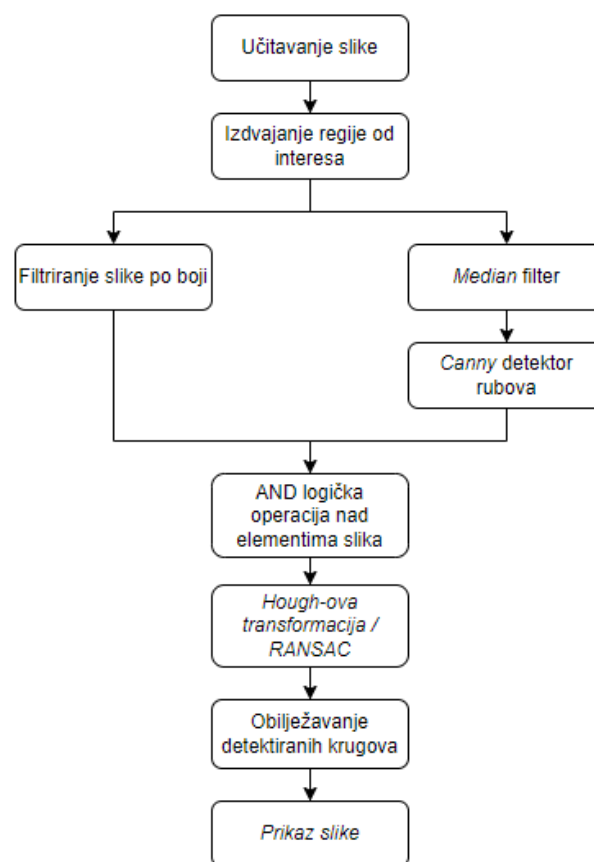 Učitavanje slike
Izdvajanje regije od
interesa
Filtriranje slike po boji
Median filter
Canny detektor
rubova
AND logička
operacija nad
elementima slika
Hough-ova
transformacija /
RANSAC
Obilježavanje
detektiranih krugova
Prikaz slike